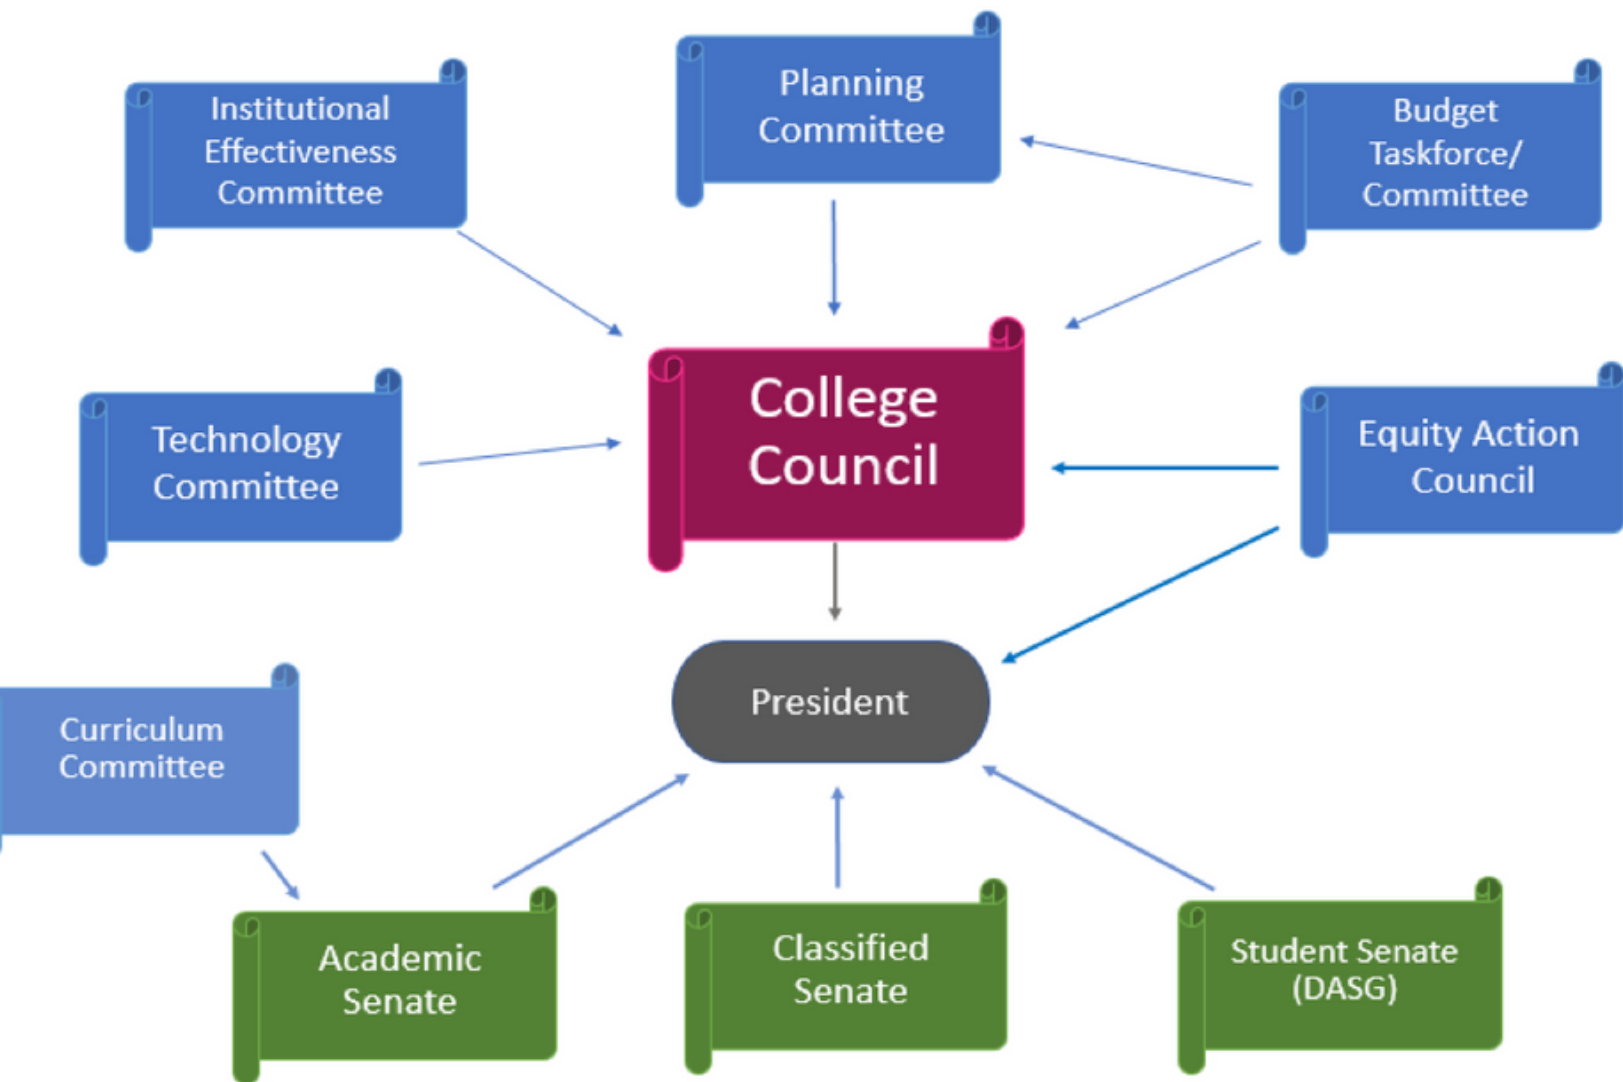 Institutional
Effectiveness
Committee
Planning
Committee
Budget
Taskforce/
Committee
Technology
Committee
College
Council
Equity Action
Council
President
Curriculum
Committee
Academic
Senate
Classified
Senate
Student Senate
(DASG)